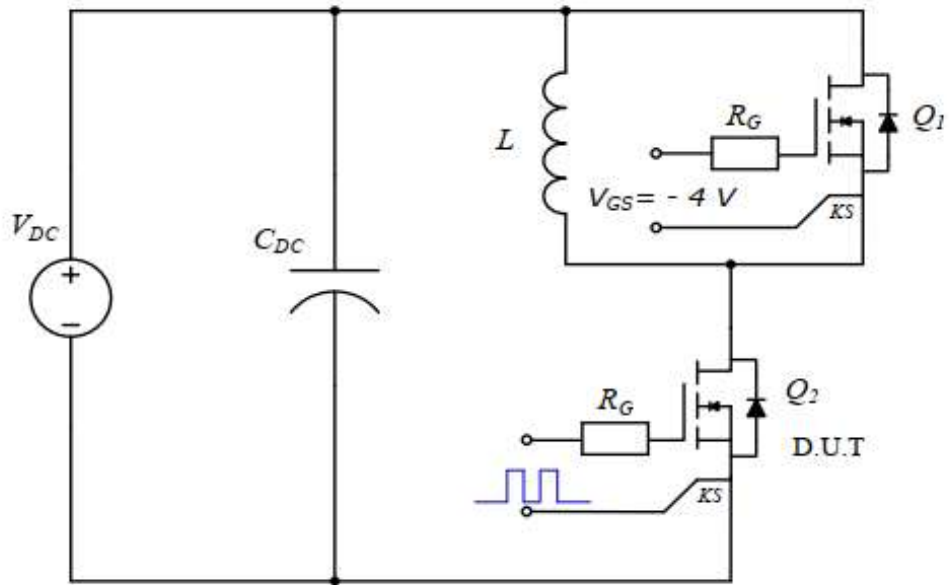 R_G
Q_1
L
V_GS = - 4 V
KS
V_DC
C_DC
+
−
R_G
Q_2
D.U.T
KS